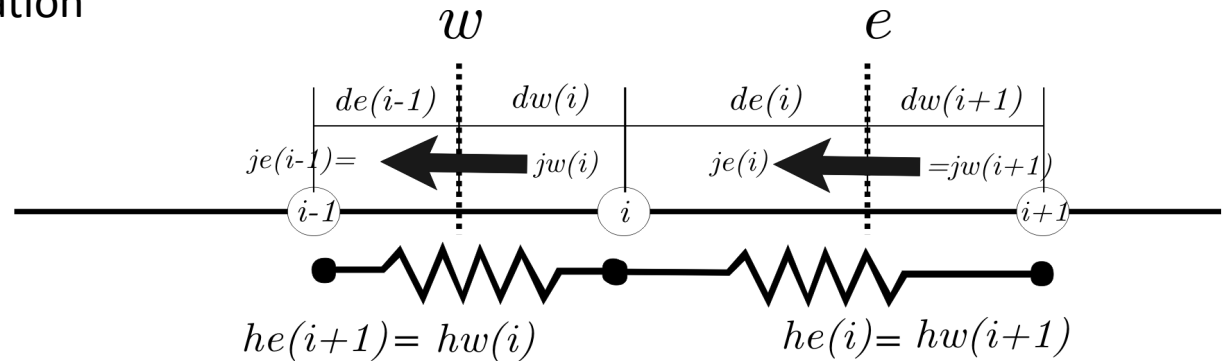 w e
de(i-1) dw(i) de(i) dw(i+1)
je(i-1)= jw(i) je(i) =jw(i+1)
i-1 i i+1
he(i+1)= hw(i) he(i)= hw(i+1)